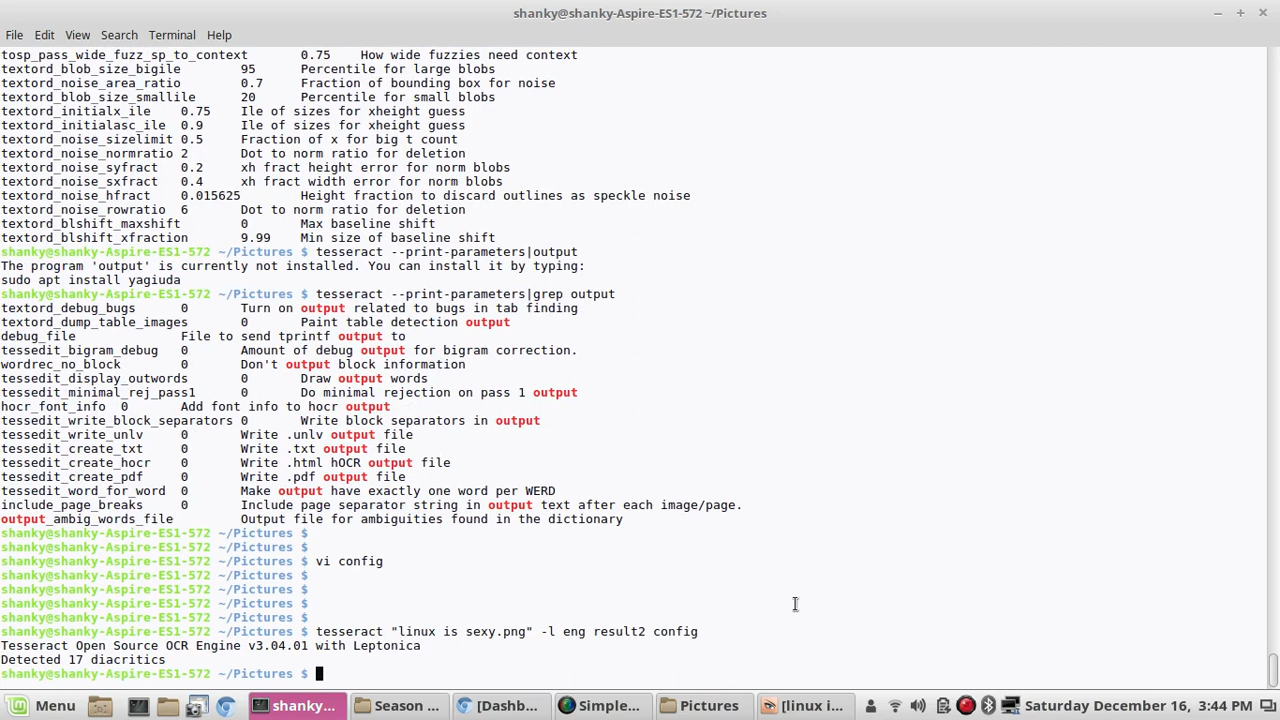 shanky@shanky-Aspire-ES1-572 ~/Pictures
File Edit View Search Terminal Help
tosp_pass_wide_fuzz_sp_to_context 0.75 How wide fuzzies need context
textord_blob_size_bigile 95 Percentile for large blobs
textord_noise_area_ratio 0.7 Fraction of bounding box for noise
textord_blob_size_smallile 20 Percentile for small blobs
textord_initialx_ile 0.75 Ile of sizes for xheight guess
textord_initialasc_ile 0.9 Ile of sizes for xheight guess
textord_noise_sizelimit 0.5 Fraction of x for big t count
textord_noise_normratio 2 Dot to norm ratio for deletion
textord_noise_syfract 0.2 xh fract height error for norm blobs
textord_noise_sxfract 0.4 xh fract width error for norm blobs
textord_noise_hfract 0.015625 Height fraction to discard outlines as speckle noise
textord_noise_rowratio 6 Dot to norm ratio for deletion
textord_blshift_maxshift 0 Max baseline shift
textord_blshift_xfraction 9.99 Min size of baseline shift
shanky@shanky-Aspire-ES1-572 ~/Pictures $ tesseract --print-parameters|output
The program 'output' is currently not installed. You can install it by typing:
sudo apt install yagiuda
shanky@shanky-Aspire-ES1-572 ~/Pictures $ tesseract --print-parameters|grep output
textord_debug_bugs 0 Turn on output related to bugs in tab finding
textord_dump_table_images 0 Paint table detection output
debug_file File to send tprintf output to
tessedit_bigram_debug 0 Amount of debug output for bigram correction.
wordrec_no_block 0 Don't output block information
tessedit_display_outwords 0 Draw output words
tessedit_minimal_rej_pass1 0 Do minimal rejection on pass 1 output
hocr_font_info 0 Add font info to hocr output
tessedit_write_block_separators 0 Write block separators in output
tessedit_write_unlv 0 Write .unlv output file
tessedit_create_txt 0 Write .txt output file
tessedit_create_hocr 0 Write .html hOCR output file
tessedit_create_pdf 0 Write .pdf output file
tessedit_word_for_word 0 Make output have exactly one word per WERD
include_page_breaks 0 Include page separator string in output text after each image/page.
output_ambig_words_file Output file for ambiguities found in the dictionary
shanky@shanky-Aspire-ES1-572 ~/Pictures $
shanky@shanky-Aspire-ES1-572 ~/Pictures $
shanky@shanky-Aspire-ES1-572 ~/Pictures $ vi config
shanky@shanky-Aspire-ES1-572 ~/Pictures $
shanky@shanky-Aspire-ES1-572 ~/Pictures $
shanky@shanky-Aspire-ES1-572 ~/Pictures $
shanky@shanky-Aspire-ES1-572 ~/Pictures $
shanky@shanky-Aspire-ES1-572 ~/Pictures $ tesseract "linux is sexy.png" -l eng result2 config
Tesseract Open Source OCR Engine v3.04.01 with Leptonica
Detected 17 diacritics
shanky@shanky-Aspire-ES1-572 ~/Pictures $
Menu shanky... Season ... [Dashb... Simple... Pictures [linux i... Saturday December 16, 3:44 PM